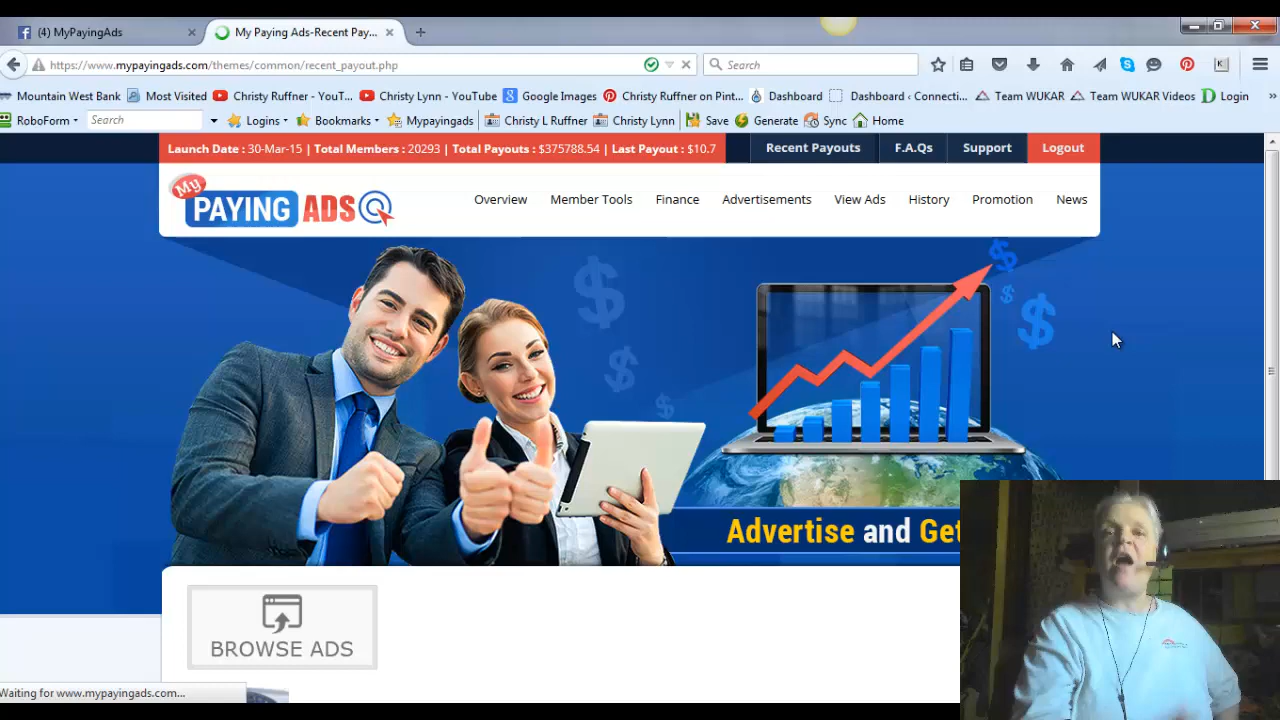 (4) MyPayingAds
My Paying Ads-Recent Pay...
https://www.mypayingads.com/themes/common/recent_payout.php
Search
Mountain West Bank Most Visited Christy Ruffner - YouT... Christy Lynn - YouTube Google Images Christy Ruffner on Pint... Dashboard Dashboard ‹ Connecti... Team WUKAR Team WUKAR Videos Login »
RoboForm Search Logins Bookmarks Mypayingads Christy L Ruffner Christy Lynn Save Generate Sync Home
Launch Date : 30-Mar-15 | Total Members : 20293 | Total Payouts : $375788.54 | Last Payout : $10.7
Recent Payouts F.A.Qs Support Logout
My
PAYING ADS
Overview Member Tools Finance Advertisements View Ads History Promotion News
Advertise and Get
BROWSE ADS
Waiting for www.mypayingads.com...